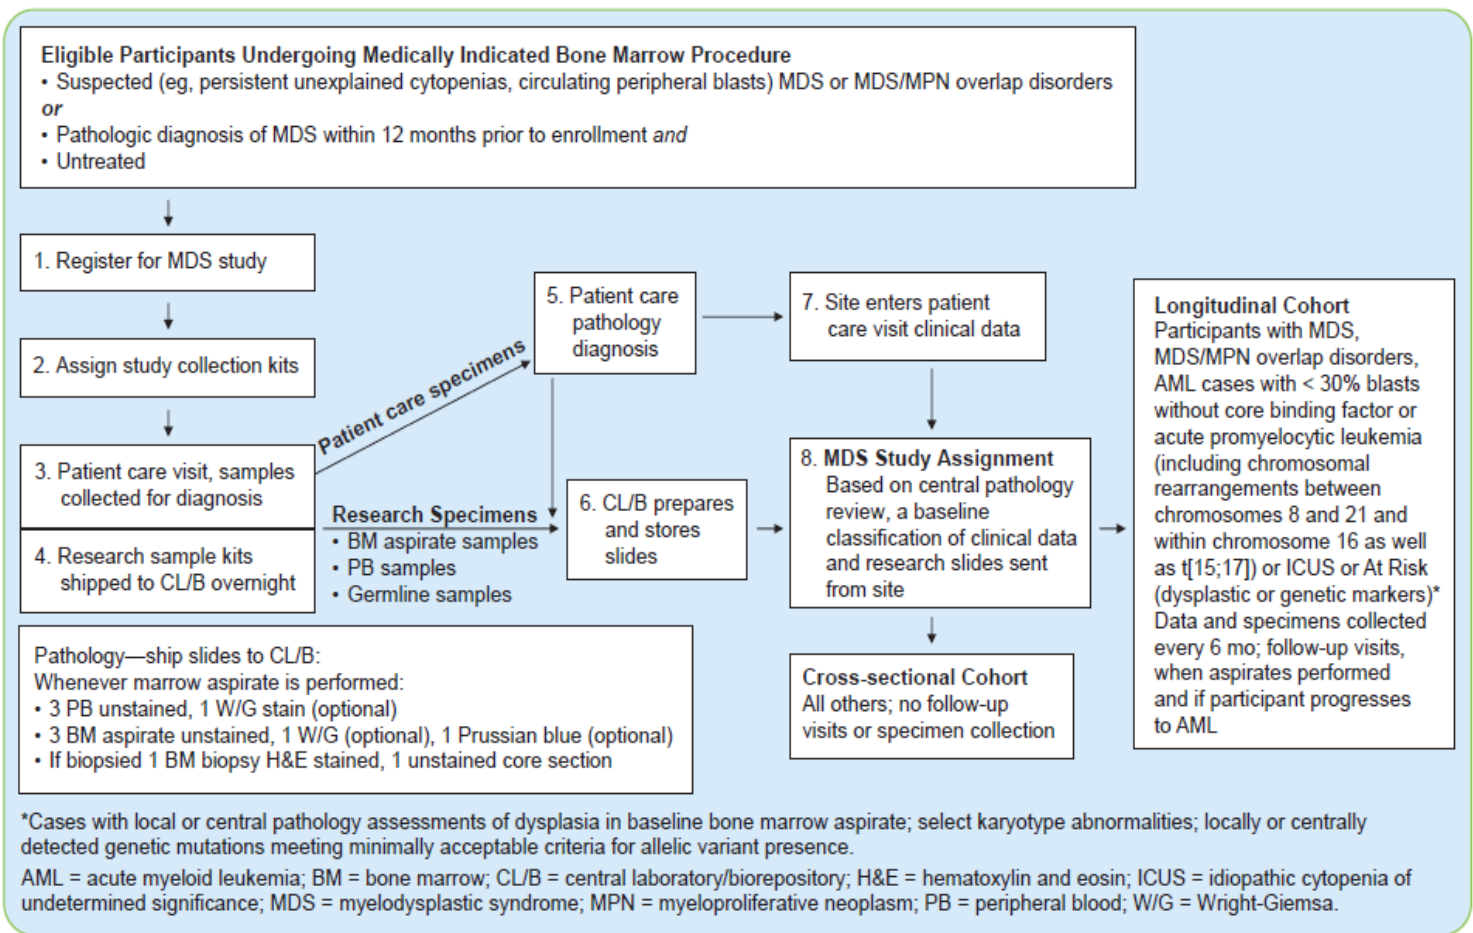 Eligible Participants Undergoing Medically Indicated Bone Marrow Procedure
• Suspected (eg, persistent unexplained cytopenias, circulating peripheral blasts) MDS or MDS/MPN overlap disorders
or
• Pathologic diagnosis of MDS within 12 months prior to enrollment and
• Untreated
1. Register for MDS study
2. Assign study collection kits
3. Patient care visit, samples
collected for diagnosis
4. Research sample kits
shipped to CL/B overnight
Patient care specimens
Research Specimens
• BM aspirate samples
• PB samples
• Germline samples
5. Patient care
pathology
diagnosis
6. CL/B prepares
and stores
slides
7. Site enters patient
care visit clinical data
8. MDS Study Assignment
Based on central pathology
review, a baseline
classification of clinical data
and research slides sent
from site
Cross-sectional Cohort
All others; no follow-up
visits or specimen collection
Longitudinal Cohort
Participants with MDS,
MDS/MPN overlap disorders,
AML cases with < 30% blasts
without core binding factor or
acute promyelocytic leukemia
(including chromosomal
rearrangements between
chromosomes 8 and 21 and
within chromosome 16 as well
as t[15;17]) or ICUS or At Risk
(dysplastic or genetic markers)*
Data and specimens collected
every 6 mo; follow-up visits,
when aspirates performed
and if participant progresses
to AML
Pathology—ship slides to CL/B:
Whenever marrow aspirate is performed:
• 3 PB unstained, 1 W/G stain (optional)
• 3 BM aspirate unstained, 1 W/G (optional), 1 Prussian blue (optional)
• If biopsied 1 BM biopsy H&E stained, 1 unstained core section
*Cases with local or central pathology assessments of dysplasia in baseline bone marrow aspirate; select karyotype abnormalities; locally or centrally
detected genetic mutations meeting minimally acceptable criteria for allelic variant presence.
AML = acute myeloid leukemia; BM = bone marrow; CL/B = central laboratory/biorepository; H&E = hematoxylin and eosin; ICUS = idiopathic cytopenia of
undetermined significance; MDS = myelodysplastic syndrome; MPN = myeloproliferative neoplasm; PB = peripheral blood; W/G = Wright-Giemsa.